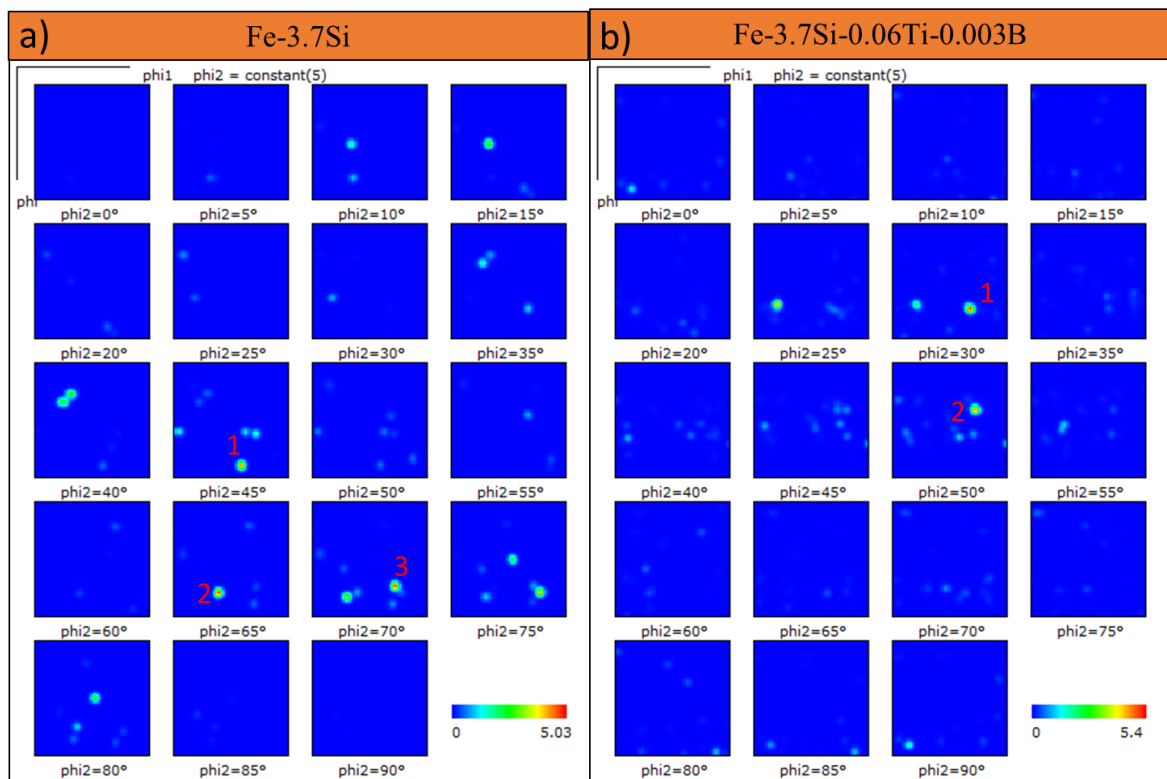 a) Fe-3.7Si
phi1 phi2 = constant(5)
phi
phi2=0° phi2=5° phi2=10° phi2=15°
phi2=20° phi2=25° phi2=30° phi2=35°
1
phi2=40° phi2=45° phi2=50° phi2=55°
2 3
phi2=60° phi2=65° phi2=70° phi2=75°
0 5.03
phi2=80° phi2=85° phi2=90°
b) Fe-3.7Si-0.06Ti-0.003B
phi1 phi2 = constant(5)
phi
phi2=0° phi2=5° phi2=10° phi2=15°
1
phi2=20° phi2=25° phi2=30° phi2=35°
2
phi2=40° phi2=45° phi2=50° phi2=55°
phi2=60° phi2=65° phi2=70° phi2=75°
0 5.4
phi2=80° phi2=85° phi2=90°